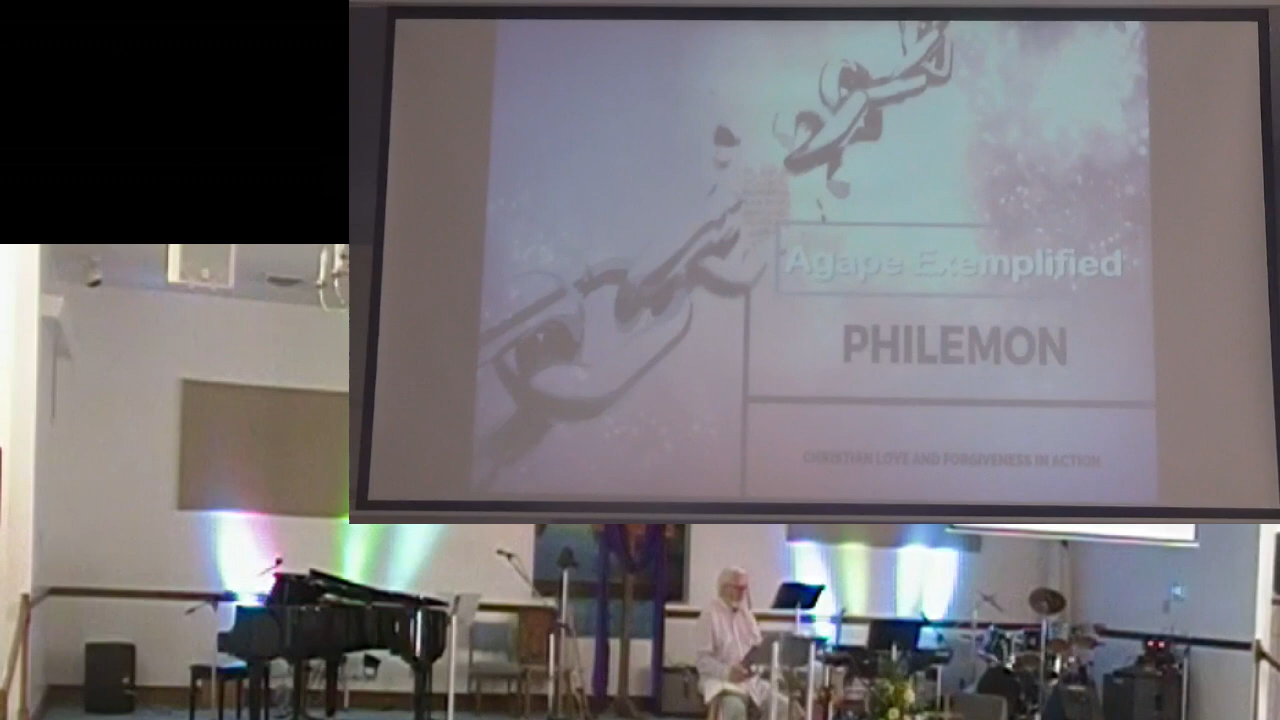 Agape Exemplified
PHILEMON
CHRISTIAN LOVE AND FORGIVENESS IN ACTION